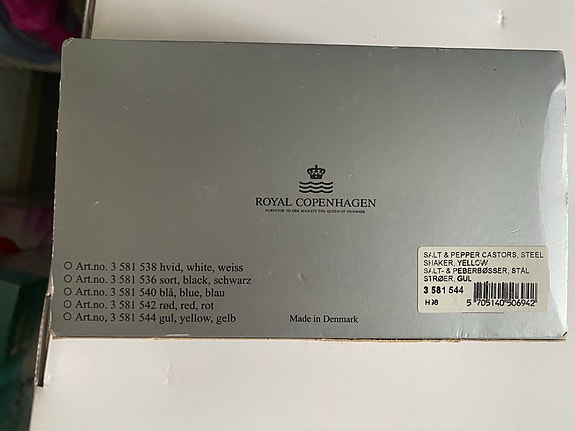 ROYAL COPENHAGEN
PURVEYOR TO HER MAJESTY THE QUEEN OF DENMARK
Art.no. 3 581 538 hvid, white, weiss
Art.no. 3 581 536 sort, black, schwarz
Art.no. 3 581 540 blå, blue, blau
Art.no. 3 581 542 rød, red, rot
Art.no, 3 581 544 gul, yellow, gelb
Made in Denmark
SALT & PEPPER CASTORS, STEEL
SHAKER, YELLOW
SALT- & PEBERBØSSER, STÅL
STRØER, GUL
3 581 544
5 705140 506942